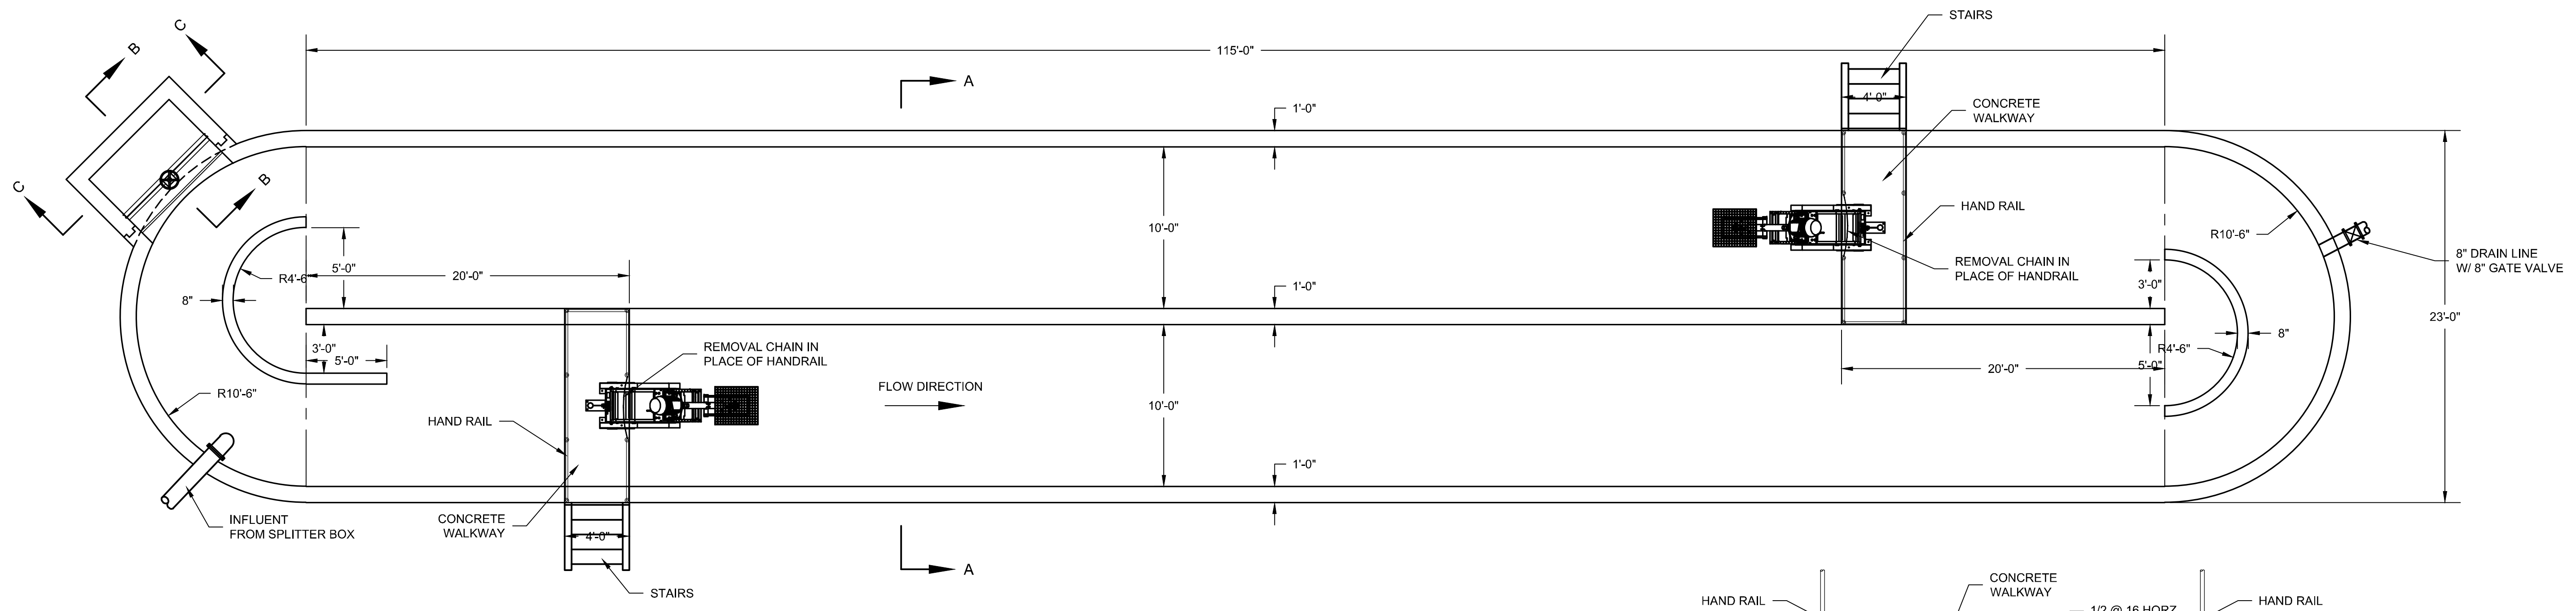 STAIRS
115'-0"
C
B
A
1'-0"
4'-0"
CONCRETE
WALKWAY
B
C
10'-0"
HAND RAIL
R10'-6"
5'-0"
20'-0"
R4'-6"
8"
REMOVAL CHAIN IN
PLACE OF HANDRAIL
8" DRAIN LINE
W/ 8" GATE VALVE
1'-0"
3'-0"
23'-0"
3'-0"
5'-0"
REMOVAL CHAIN IN
PLACE OF HANDRAIL
8"
R4'-6"
5'-0"
20'-0"
R10'-6"
FLOW DIRECTION
10'-0"
HAND RAIL
1'-0"
INFLUENT
FROM SPLITTER BOX
CONCRETE
WALKWAY
4'-0"
A
STAIRS
HAND RAIL
CONCRETE
WALKWAY
1/2 @ 16 HORZ
HAND RAIL